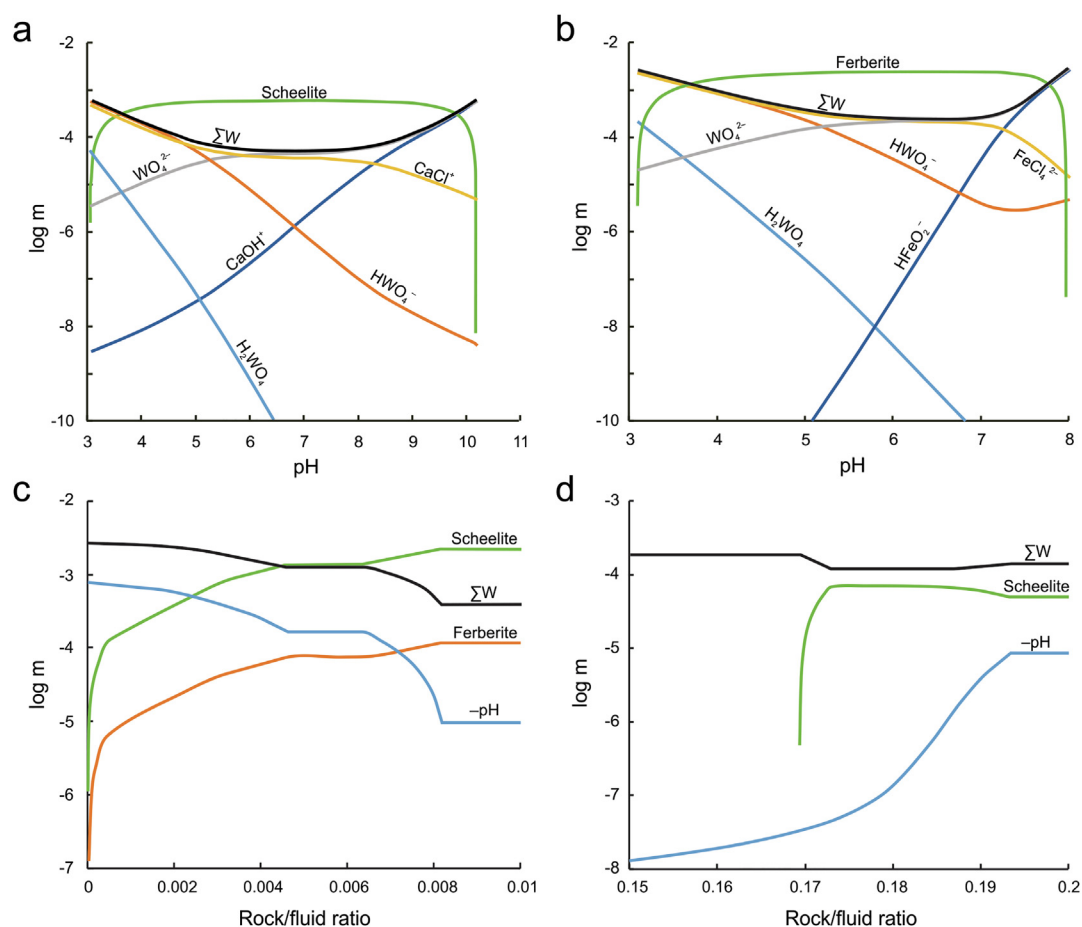 a
-2
-4
-6
-8
-10
log m
3 4 5 6 7 8 9 10 11
pH
Scheelite
∑W
WO₄²⁻
CaCl⁺
CaOH⁺
HWO₄⁻
H₂WO₄
b
-2
-4
-6
-8
-10
log m
3 4 5 6 7 8
pH
Ferberite
∑W
WO₄²⁻
HWO₄⁻
FeCl₄²⁻
H₂WO₄
HFeO₂⁻
c
-2
-3
-4
-5
-6
-7
log m
0 0.002 0.004 0.006 0.008 0.01
Rock/fluid ratio
Scheelite
∑W
Ferberite
–pH
d
-3
-4
-5
-6
-7
-8
log m
0.15 0.16 0.17 0.18 0.19 0.2
Rock/fluid ratio
∑W
Scheelite
–pH